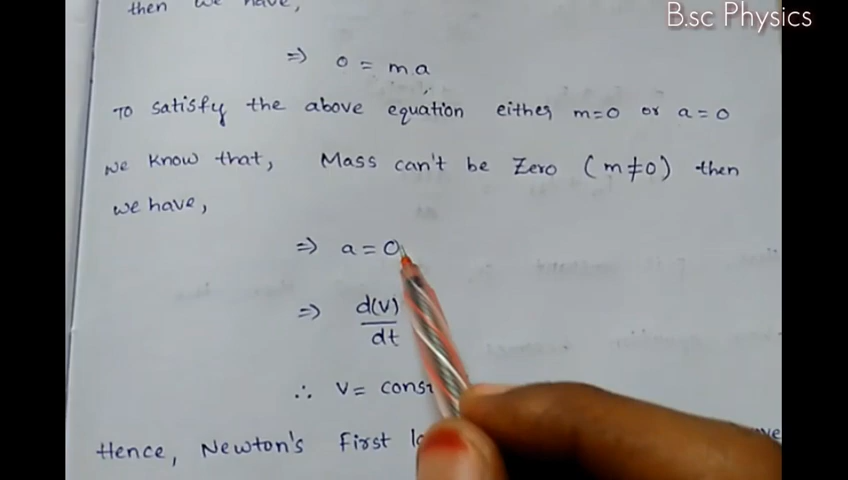 B.sc Physics
then we have,
⇒ 0 = ma
To satisfy the above equation either m=0 or a=0
we know that, Mass can't be Zero (m≠0) then
we have,
⇒ a=0
⇒ d(v)
dt
∴ v= cons
Hence, Newton's First